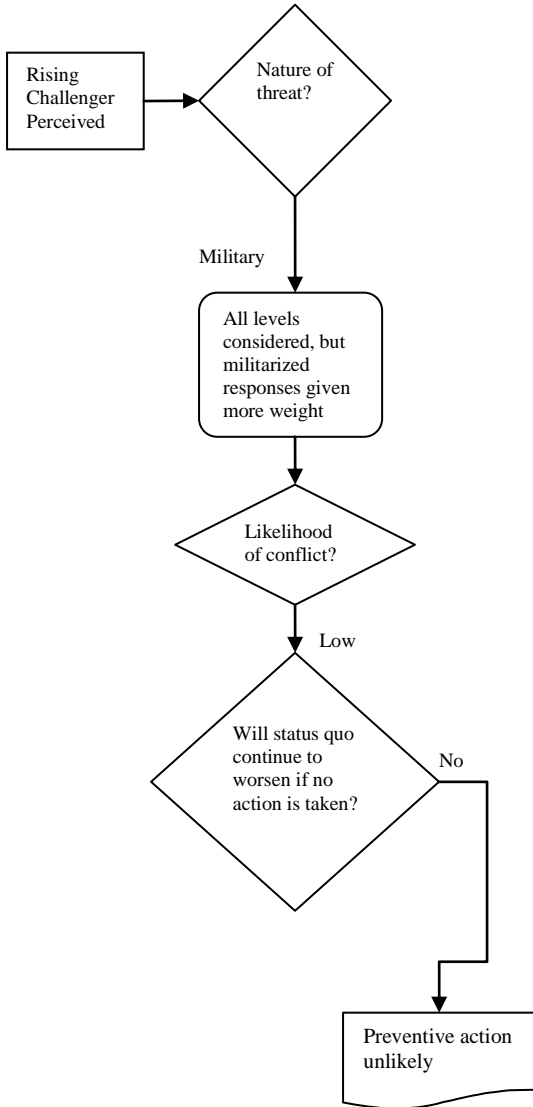 Rising
Challenger
Perceived
Nature of
threat?
Military
All levels
considered, but
militarized
responses given
more weight
Likelihood
of conflict?
Low
Will status quo
continue to
worsen if no
action is taken?
No
Preventive action
unlikely